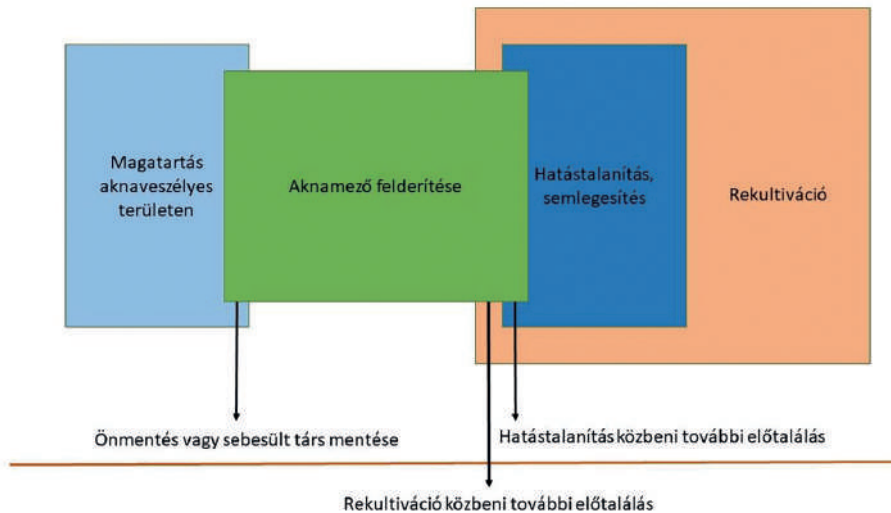 Magatartás
aknaveszélyes
területen
Aknamező felderítése
Hatástalanítás,
semlegesítés
Rekultiváció
Önmentés vagy sebesült társ mentése
Hatástalanítás közbeni további előtalálás
Rekultiváció közbeni további előtalálás